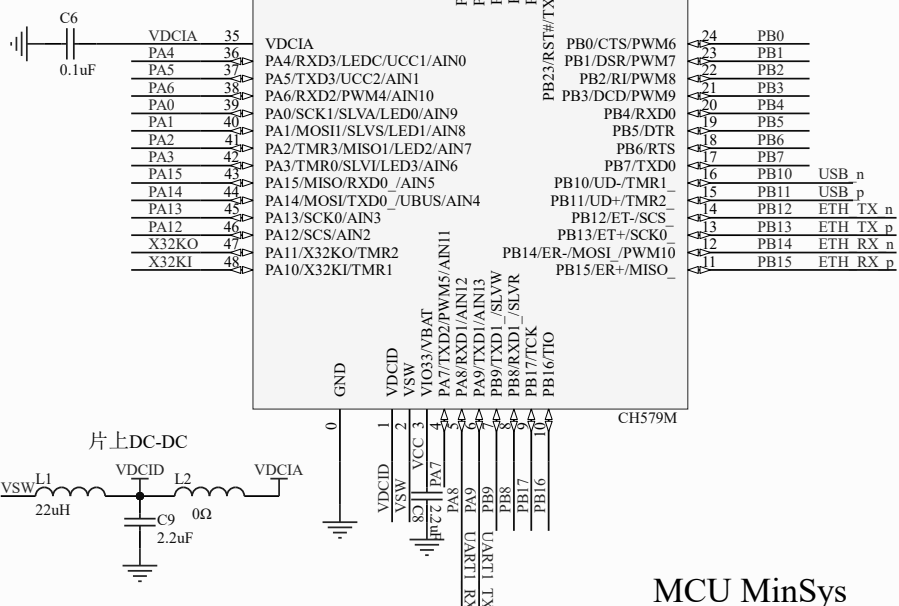 C6
0.1uF
VDCIA 35 VDCIA
PA4 36 PA4/RXD3/LEDC/UCC1/AIN0
PA5 37 PA5/TXD3/UCC2/AIN1
PA6 38 PA6/RXD2/PWM4/AIN10
PA0 39 PA0/SCK1/SLVA/LED0/AIN9
PA1 40 PA1/MOSI1/SLVS/LED1/AIN8
PA2 41 PA2/TMR3/MISO1/LED2/AIN7
PA3 42 PA3/TMR0/SLVI/LED3/AIN6
PA15 43 PA15/MISO/RXD0_/AIN5
PA14 44 PA14/MOSI/TXD0_/UBUS/AIN4
PA13 45 PA13/SCK0/AIN3
PA12 46 PA12/SCS/AIN2
X32KO 47 PA11/X32KO/TMR2
X32KI 48 PA10/X32KI/TMR1
PB23/RST#/TX
PB0/CTS/PWM6 24 PB0
PB1/DSR/PWM7 23 PB1
PB2/RI/PWM8 22 PB2
PB3/DCD/PWM9 21 PB3
PB4/RXD0 20 PB4
PB5/DTR 19 PB5
PB6/RTS 18 PB6
PB7/TXD0 17 PB7
PB10/UD-/TMR1_ 16 PB10 USB_n
PB11/UD+/TMR2_ 15 PB11 USB_p
PB12/ET-/SCS_ 14 PB12 ETH_TX_n
PB13/ET+/SCK0_ 13 PB13 ETH_TX_p
PB14/ER-/MOSI_/PWM10 12 PB14 ETH_RX_n
PB15/ER+/MISO_ 11 PB15 ETH_RX_p
GND 0
VDCID 1 VDCID
VSW 2 VSW
VIO33/VBAT 3 VCC
PA7/TXD2/PWM5/AIN11 4 PA7
PA8/RXD1/AIN12 5 PA8 UART1_RX
PA9/TXD1/AIN13 6 PA9 UART1_TX
PB9/TXD1_/SLVW 7 PB9
PB8/RXD1_/SLVR 8 PB8
PB17/TCK 9 PB17
PB16/TIO 10 PB16
C8
2.2uF
CH579M
片上DC-DC
VSW L1 VDCID L2 VDCIA
22uH 0Ω
C9
2.2uF
MCU MinSys